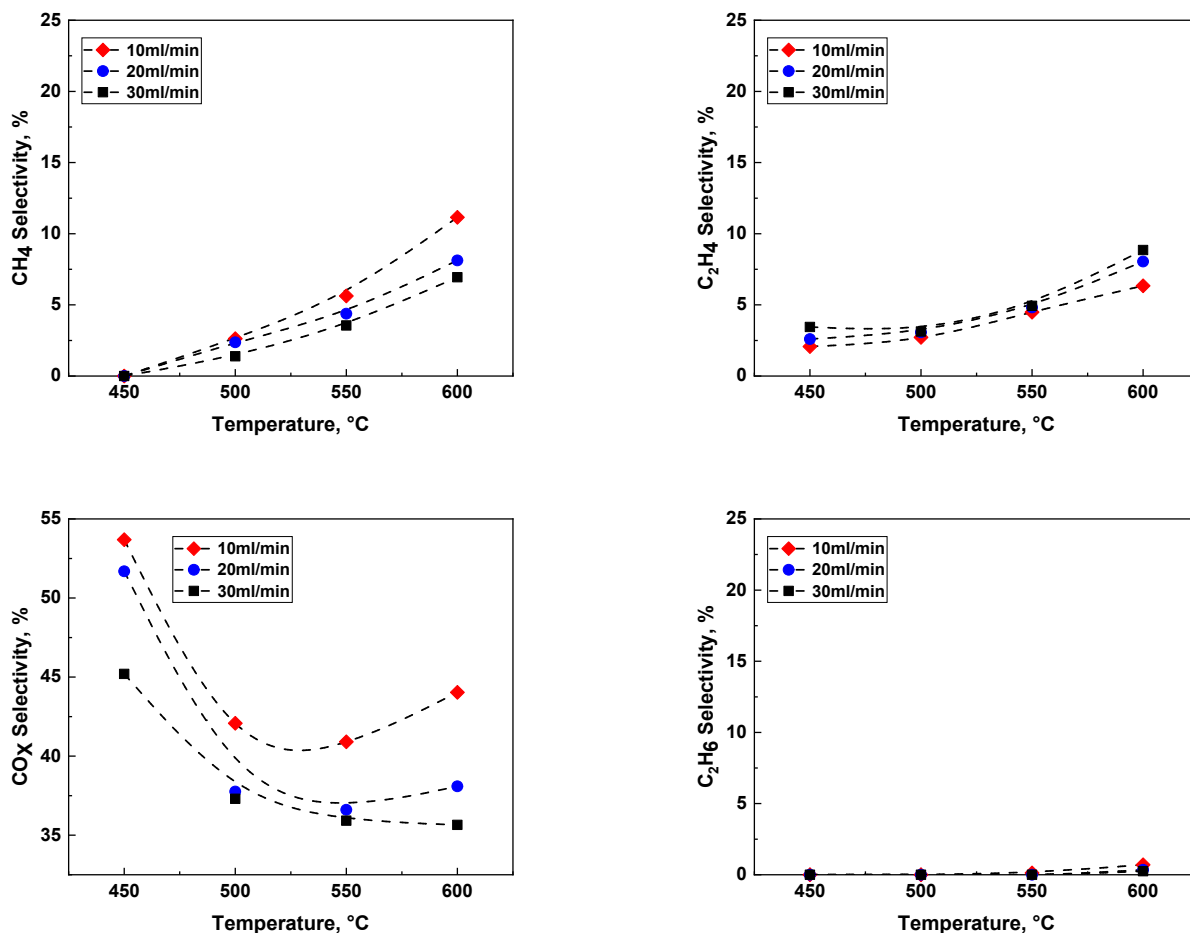 25
20
15
10
5
0
CH4 Selectivity, %
10ml/min
20ml/min
30ml/min
450 500 550 600
Temperature, °C
25
20
15
10
5
0
C2H4 Selectivity, %
10ml/min
20ml/min
30ml/min
450 500 550 600
Temperature, °C
55
50
45
40
35
COX Selectivity, %
10ml/min
20ml/min
30ml/min
450 500 550 600
Temperature, °C
25
20
15
10
5
0
C2H6 Selectivity, %
10ml/min
20ml/min
30ml/min
450 500 550 600
Temperature, °C